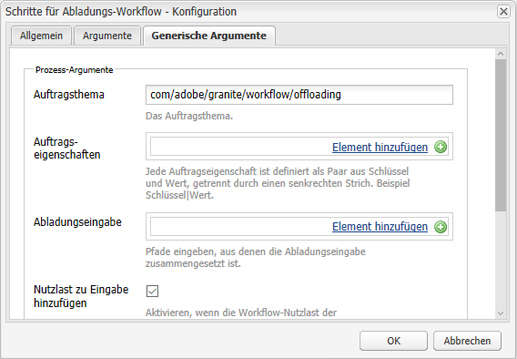 Schritte für Abladungs-Workflow - Konfiguration
Allgemein
Argumente
Generische Argumente
Prozess-Argumente
Auftragsthema
com/adobe/granite/workflow/offloading
Das Auftragsthema.
Auftrags-
eigenschaften
Element hinzufügen
Jede Auftragseigenschaft ist definiert als Paar aus Schlüssel
und Wert, getrennt durch einen senkrechten Strich. Beispiel
Schlüssel|Wert.
Abladungseingabe
Element hinzufügen
Pfade eingeben, aus denen die Abladungseingabe
zusammengesetzt ist.
Nutzlast zu Eingabe
hinzufügen
Aktivieren, wenn die Workflow-Nutzlast der
OK
Abbrechen